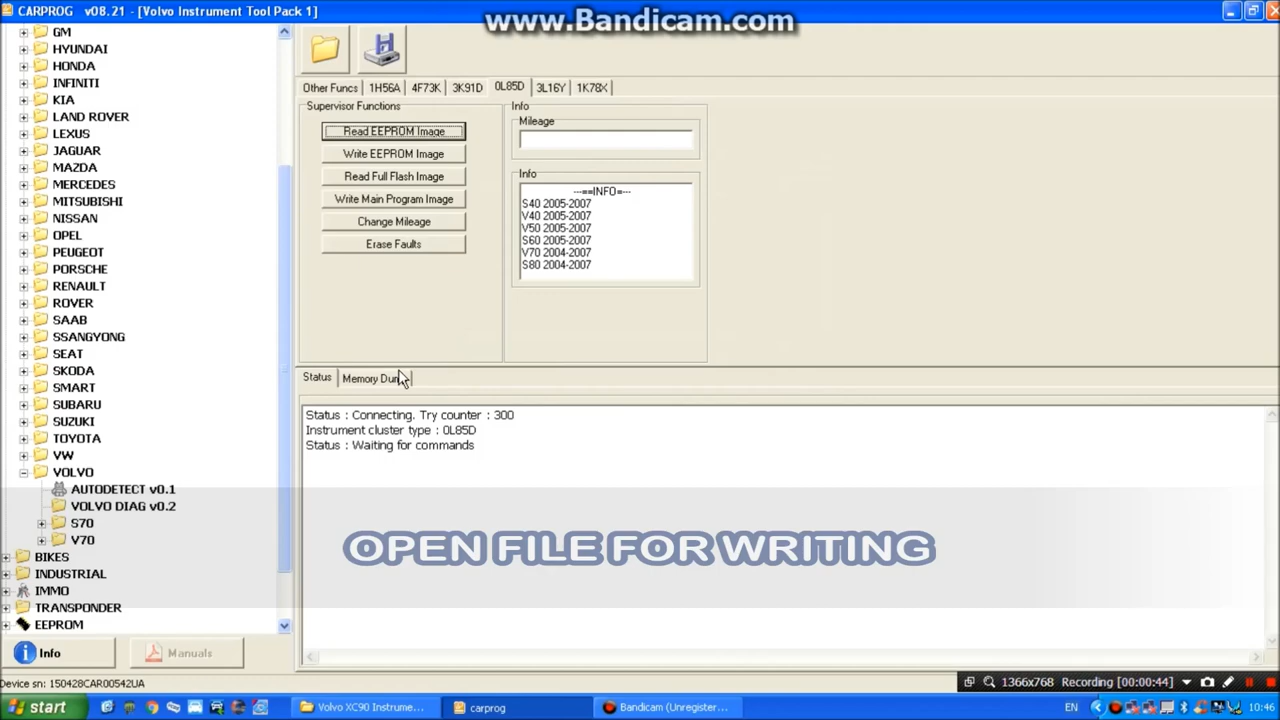 CARPROG v08.21 - [Volvo Instrument Tool Pack 1]
www.Bandicam.com
GM
HYUNDAI
HONDA
INFINITI
KIA
LAND ROVER
LEXUS
JAGUAR
MAZDA
MERCEDES
MITSUBISHI
NISSAN
OPEL
PEUGEOT
PORSCHE
RENAULT
ROVER
SAAB
SSANGYONG
SEAT
SKODA
SMART
SUBARU
SUZUKI
TOYOTA
VW
VOLVO
AUTODETECT v0.1
VOLVO DIAG v0.2
S70
V70
BIKES
INDUSTRIAL
IMMO
TRANSPONDER
EEPROM
Info
Manuals
Other Funcs 1H56A 4F73K 3K91D 0L85D 3L16Y 1K78X
Supervisor Functions
Read EEPROM Image
Write EEPROM Image
Read Full Flash Image
Write Main Program Image
Change Mileage
Erase Faults
Info
Mileage
Info
---==INFO=---
S40 2005-2007
V40 2005-2007
V50 2005-2007
S60 2005-2007
V70 2004-2007
S80 2004-2007
Status Memory Dum
Status : Connecting. Try counter : 300
Instrument cluster type : 0L85D
Status : Waiting for commands
OPEN FILE FOR WRITING
Device sn: 150428CAR00542UA
1366x768 Recording [00:00:44]
start
Volvo XC90 Instrume...
carprog
Bandicam (Unregister...
EN
10:46